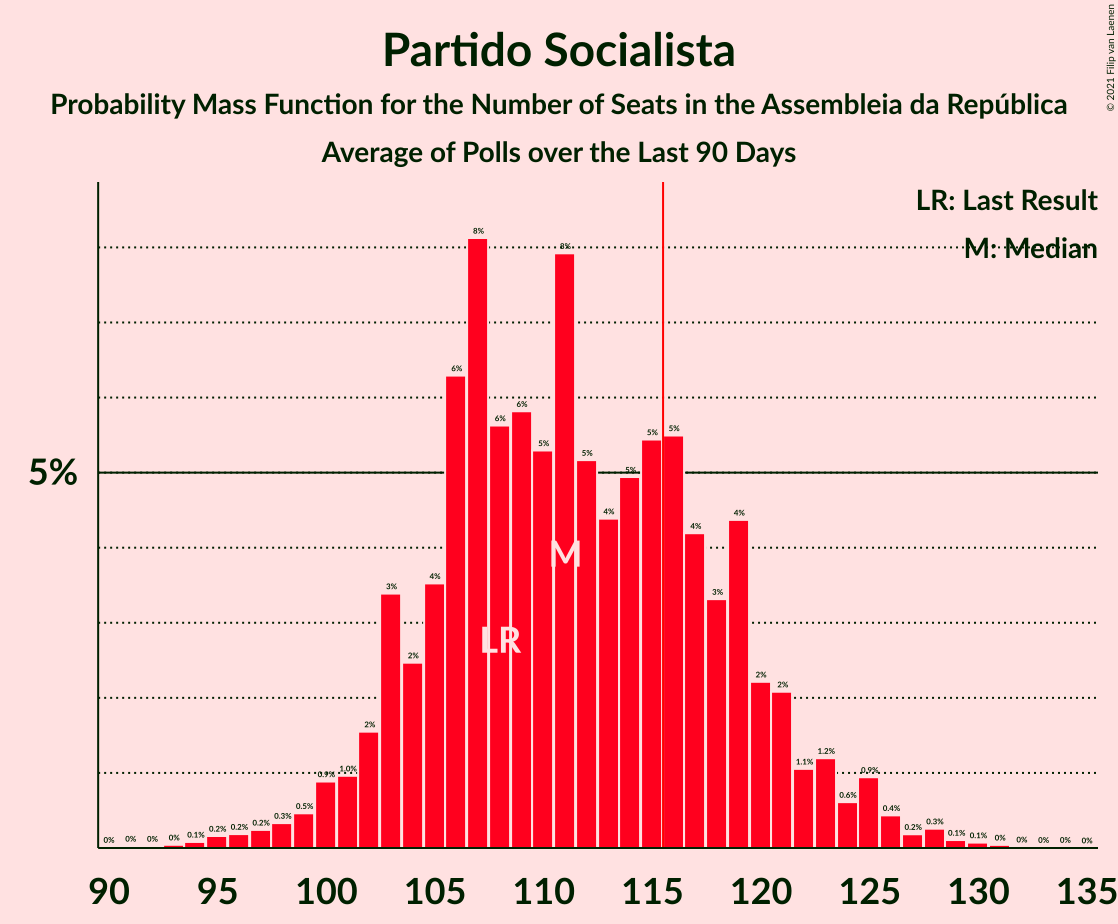 Partido Socialista
Probability Mass Function for the Number of Seats in the Assembleia da República
Average of Polls over the Last 90 Days
© 2021 Filip van Laenen
LR: Last Result
M: Median
5%
0% 0% 0% 0% 0.1% 0.2% 0.2% 0.2% 0.3% 0.5% 0.9% 1.0% 2% 3% 2% 4% 6% 8% 6% 6% 5% 8% 5% 4% 5% 5% 5% 4% 3% 4% 2% 2% 1.1% 1.2% 0.6% 0.9% 0.4% 0.2% 0.3% 0.1% 0.1% 0% 0% 0% 0% 0%
M
LR
90 95 100 105 110 115 120 125 130 135